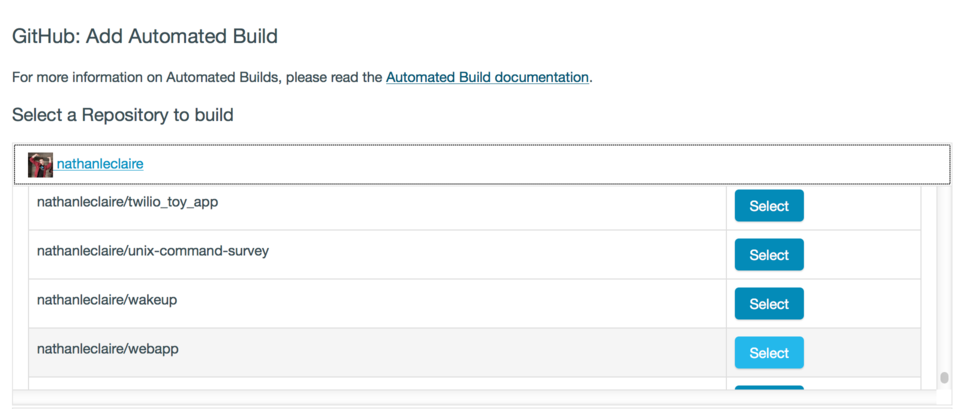 GitHub: Add Automated Build
For more information on Automated Builds, please read the Automated Build documentation.
Select a Repository to build
nathanleclaire
nathanleclaire/twilio_toy_app Select
nathanleclaire/unix-command-survey Select
nathanleclaire/wakeup Select
nathanleclaire/webapp Select